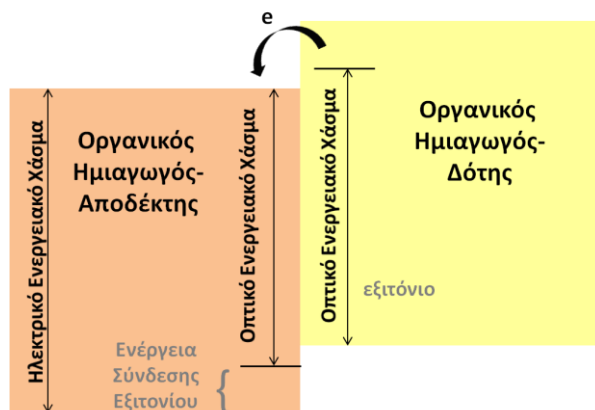 e
Ηλεκτρικό Ενεργειακό Χάσμα
Οργανικός
Ημιαγωγός-
Αποδέκτης
Οπτικό Ενεργειακό Χάσμα
Ενέργεια
Σύνδεσης
Εξιτονίου
Οπτικό Ενεργειακό Χάσμα
Οργανικός
Ημιαγωγός-
Δότης
εξιτόνιο